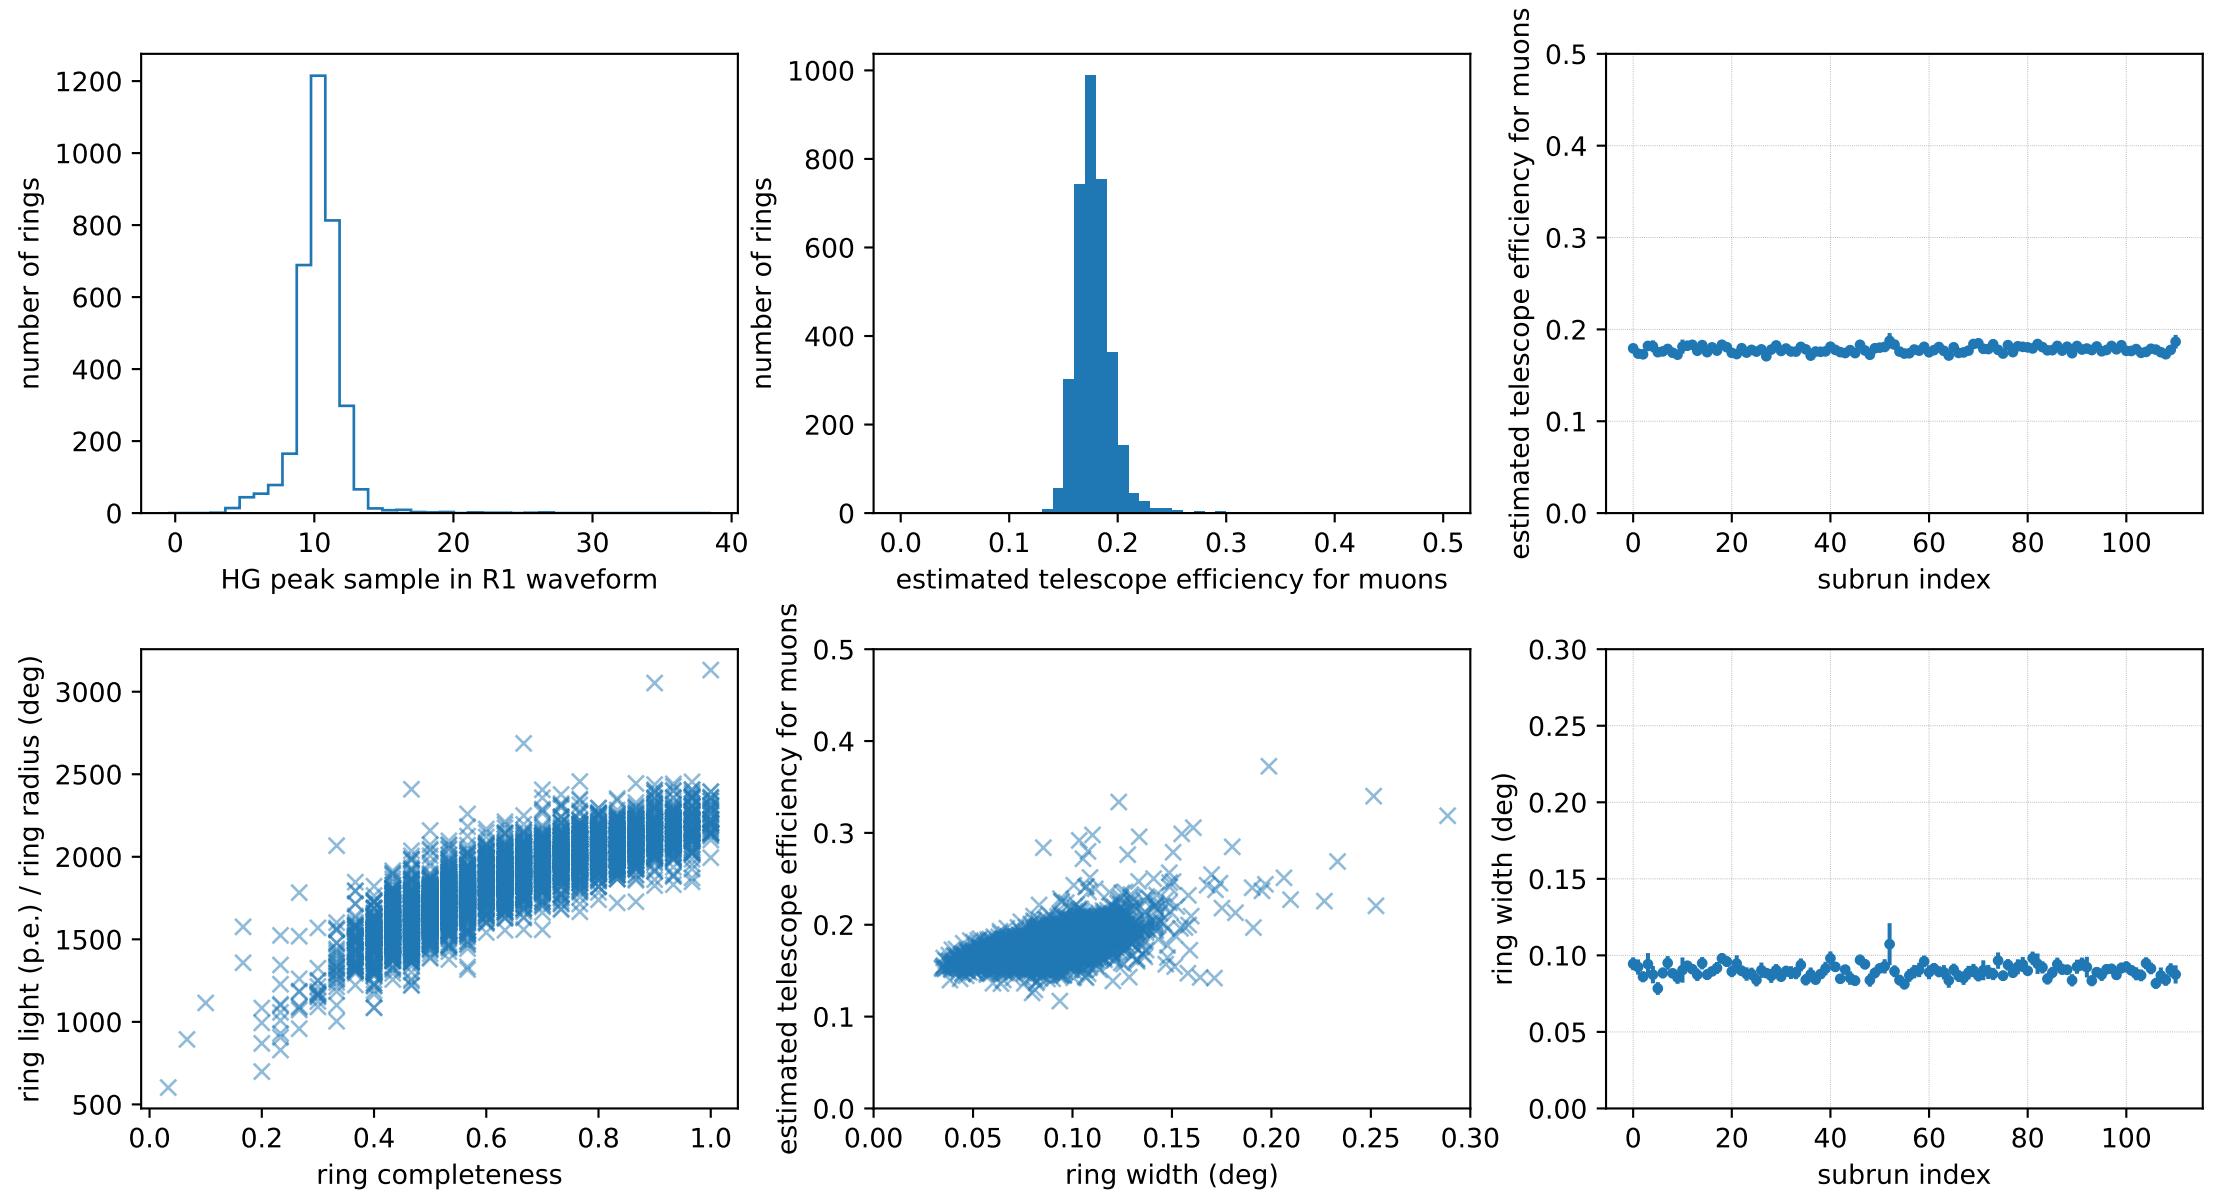 number of rings
1200
1000
800
600
400
200
0
0 10 20 30 40
HG peak sample in R1 waveform
number of rings
1000
800
600
400
200
0
0.0 0.1 0.2 0.3 0.4 0.5
estimated telescope efficiency for muons
estimated telescope efficiency for muons
0.5
0.4
0.3
0.2
0.1
0.0
0 20 40 60 80 100
subrun index
ring light (p.e.) / ring radius (deg)
3000
2500
2000
1500
1000
500
0.0 0.2 0.4 0.6 0.8 1.0
ring completeness
estimated telescope efficiency for muons
0.5
0.4
0.3
0.2
0.1
0.0
0.00 0.05 0.10 0.15 0.20 0.25 0.30
ring width (deg)
ring width (deg)
0.30
0.25
0.20
0.15
0.10
0.05
0.00
0 20 40 60 80 100
subrun index